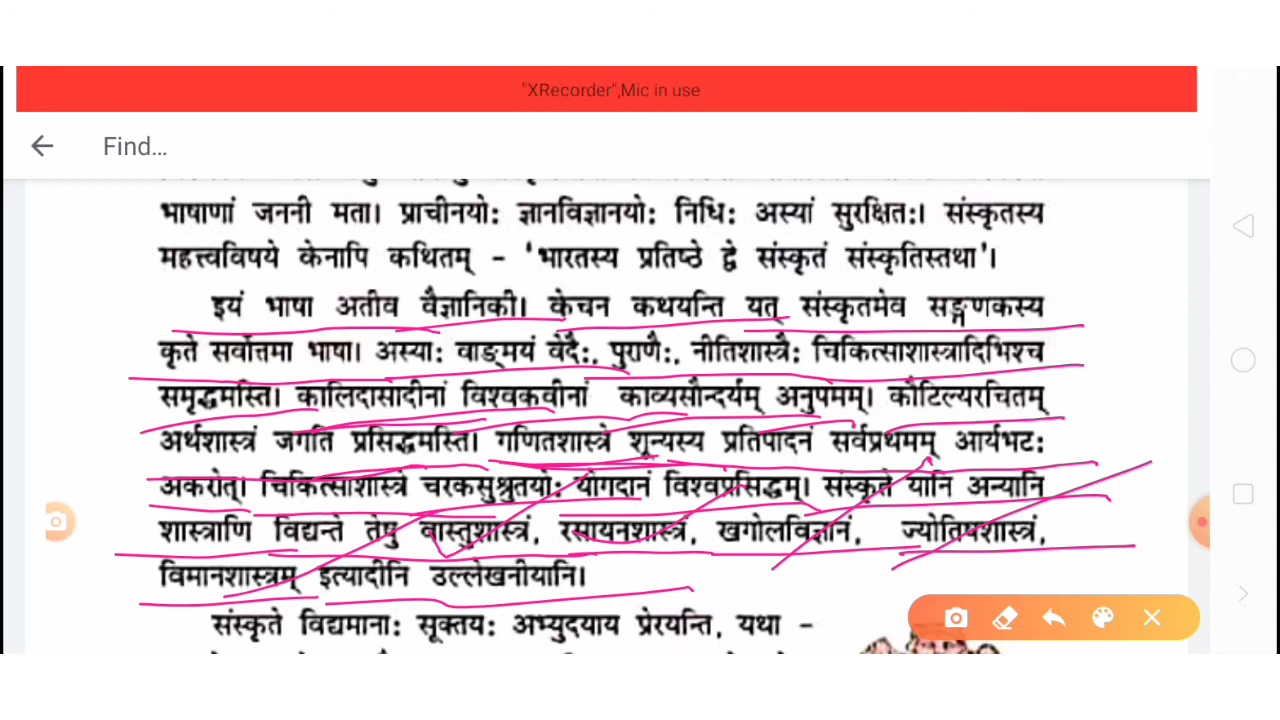 "XRecorder",Mic in use
Find...
भाषाणां जननी मता। प्राचीनयोः ज्ञानविज्ञानयोः निधिः अस्यां सुरक्षितः। संस्कृतस्य
महत्त्वविषये केनापि कथितम् - 'भारतस्य प्रतिष्ठे द्वे संस्कृतं संस्कृतिस्तथा'।
इयं भाषा अतीव वैज्ञानिकी। केचन कथयन्ति यत् संस्कृतमेव सङ्गणकस्य
कृते सर्वोत्तमा भाषा। अस्याः वाङ्मयं वेदैः, पुराणैः, नीतिशास्त्रैः चिकित्साशास्त्रादिभिश्च
समृद्धमस्ति। कालिदासादीनां विश्वकवीनां काव्यसौन्दर्यम् अनुपमम्। कौटिल्यरचितम्
अर्थशास्त्रं जगति प्रसिद्धमस्ति। गणितशास्त्रे शून्यस्य प्रतिपादनं सर्वप्रथमम् आर्यभटः
अकरोत्। चिकित्साशास्त्रे चरकसुश्रुतयोः योगदानं विश्वप्रसिद्धम्। संस्कृते यानि अन्यानि
शास्त्राणि विद्यन्ते तेषु वास्तुशास्त्रं, रसायनशास्त्रं, खगोलविज्ञानं, ज्योतिषशास्त्रं,
विमानशास्त्रम् इत्यादीनि उल्लेखनीयानि।
संस्कृते विद्यमानाः सूक्तयः अभ्युदयाय प्रेरयन्ति, यथा -